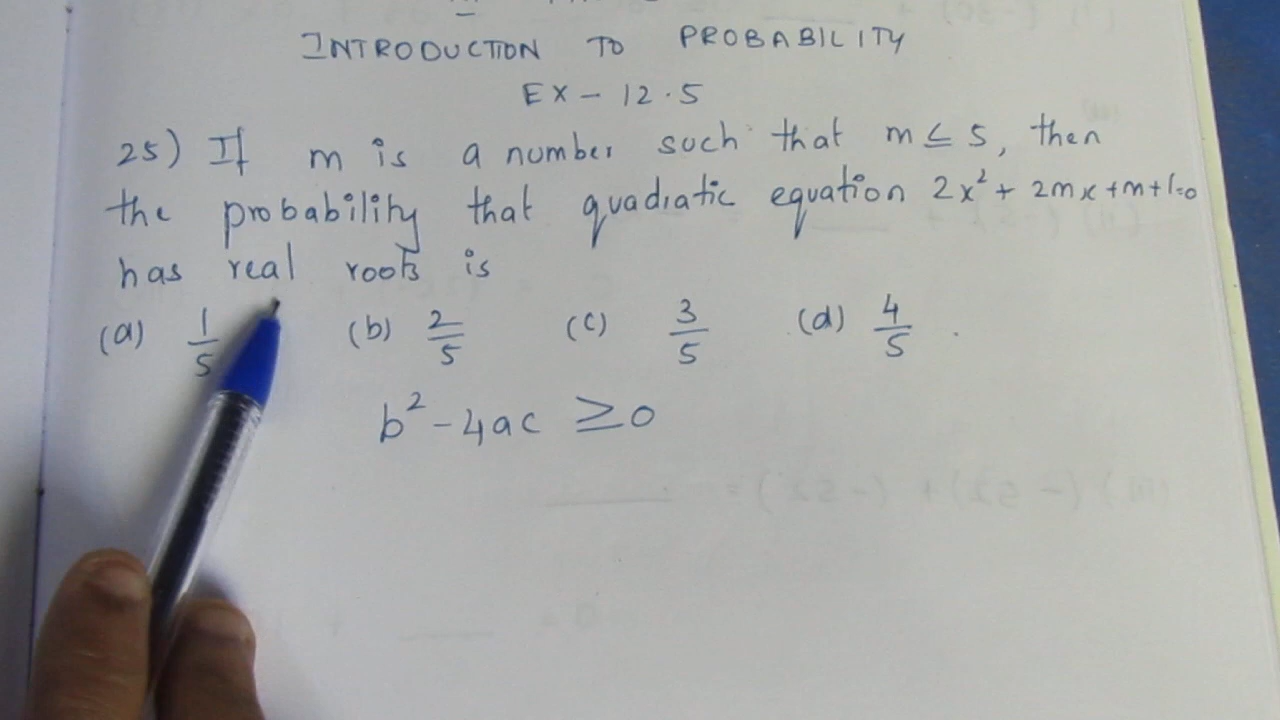 INTRODUCTION TO PROBABILITY
EX - 12.5
25) If m is a number such that m ≤ 5, then
the probability that quadratic equation 2x² + 2mx + m + 1 = 0
has real roots is
(a) 1/5 (b) 2/5 (c) 3/5 (d) 4/5
b² - 4ac ≥ 0